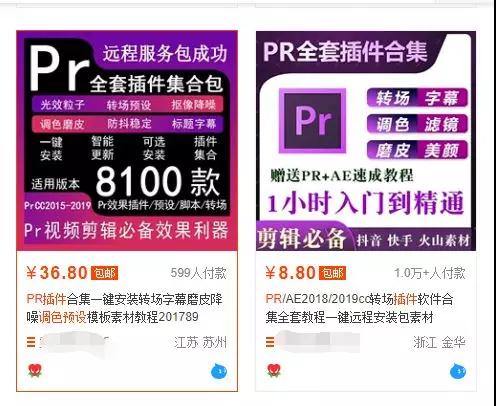 远程服务包成功
Pr
全套插件集合包
光效粒子 转场预设 抠像降噪
调色磨皮 防抖稳定 标题字幕
一键安装 智能更新 可选安装 插件集合
适用版本
PrCC2015-2019
8100款
Pr效果插件/预设/脚本/转场
Pr视频剪辑必备效果利器
¥36.80 包邮 599人付款
PR插件合集一键安装转场字幕磨皮降
噪调色预设模板素材教程201789
江苏 苏州
PR全套插件合集
Pr
转场 字幕
调色 滤镜
磨皮 美颜
赠送PR+AE速成教程
1小时入门到精通
剪辑必备 抖音 快手 火山素材
¥8.80 包邮 1.0万+人付款
PR/AE2018/2019cc转场插件软件合
集全套教程一键远程安装包素材
浙江 金华